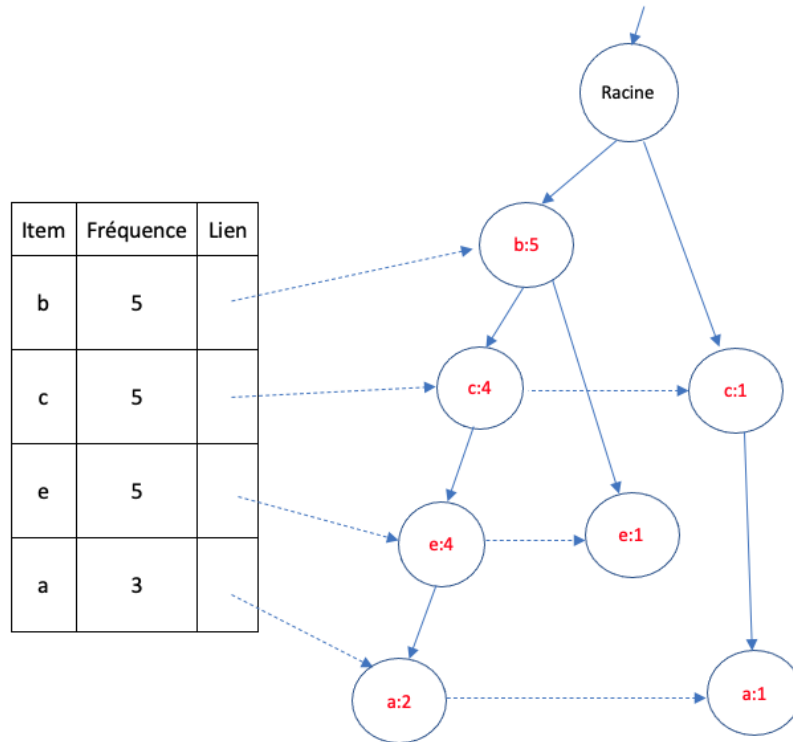 Racine
Item Fréquence Lien
b 5
c 5
e 5
a 3
b:5
c:4 c:1
e:4 e:1
a:2 a:1